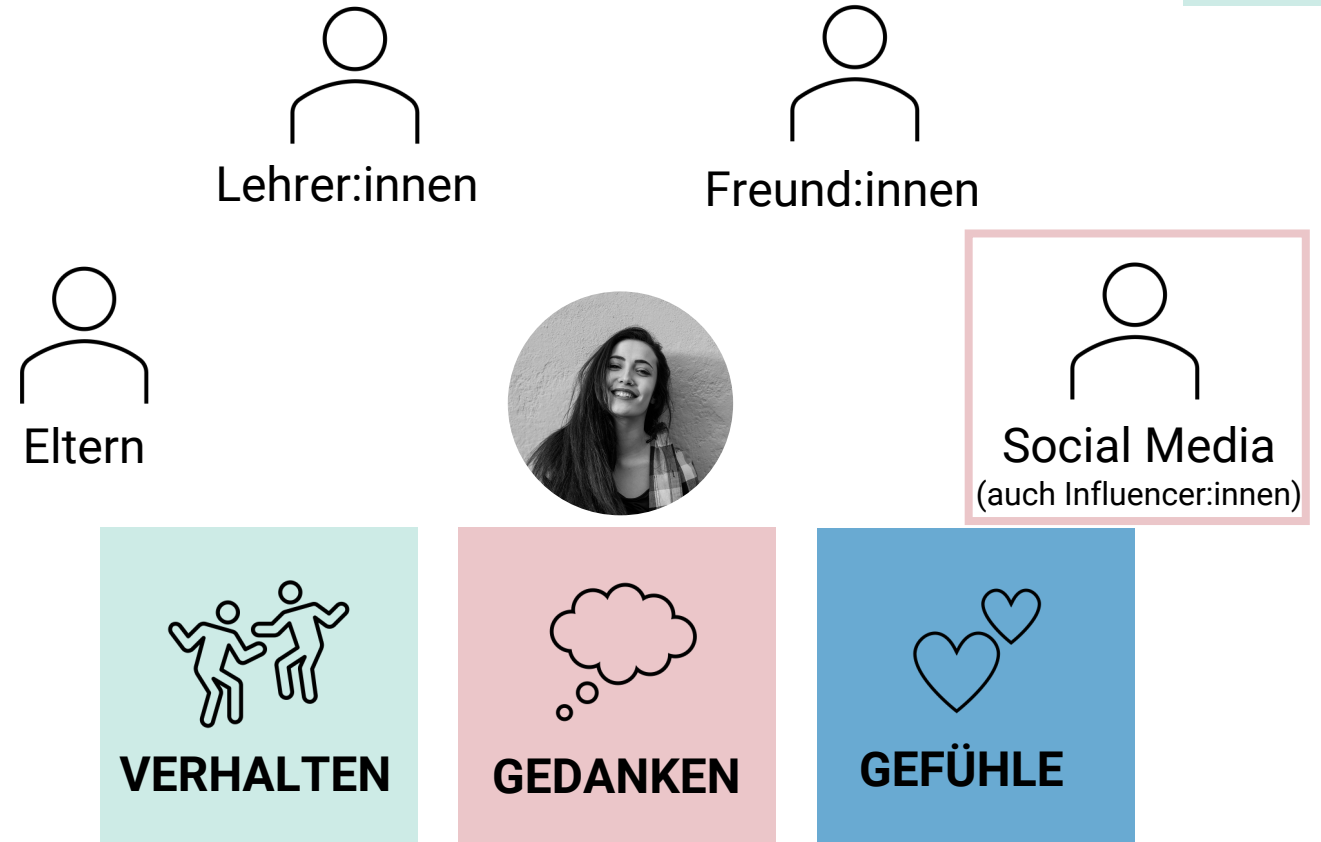 Lehrer:innen
Freund:innen
Eltern
Social Media
(auch Influencer:innen)
VERHALTEN
GEDANKEN
GEFÜHLE